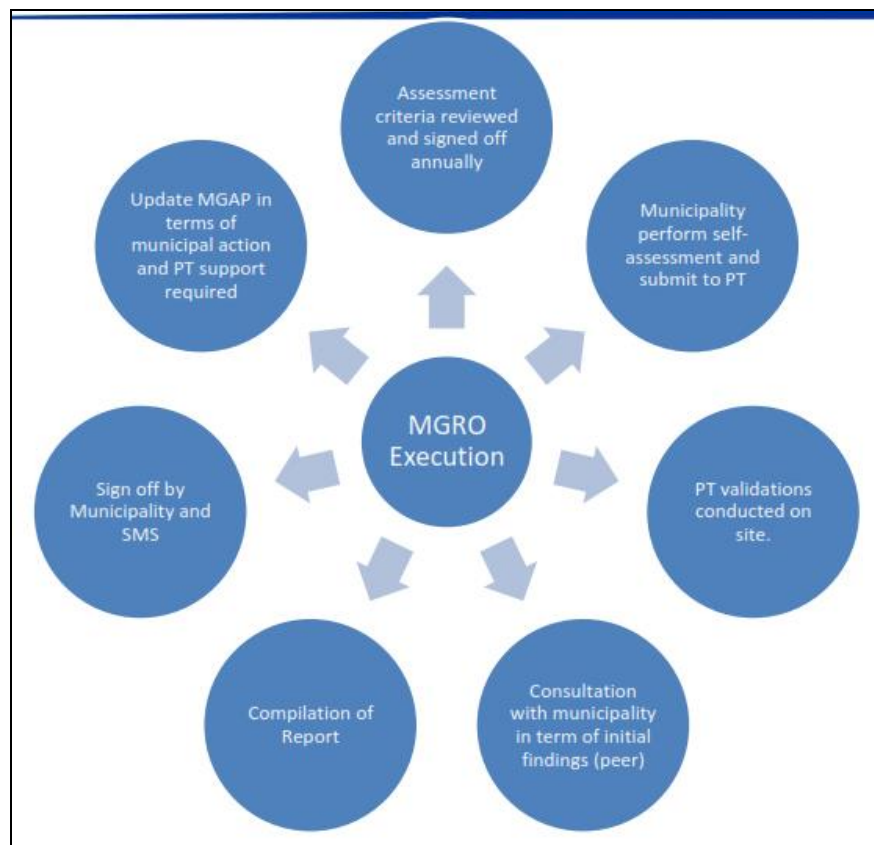 Assessment
criteria reviewed
and signed off
annually
Municipality
perform self-
assessment and
submit to PT
PT validations
conducted on
site.
Consultation
with municipality
in term of initial
findings (peer)
Compilation of
Report
Sign off by
Municipality and
SMS
Update MGAP in
terms of
municipal action
and PT support
required
MGRO
Execution